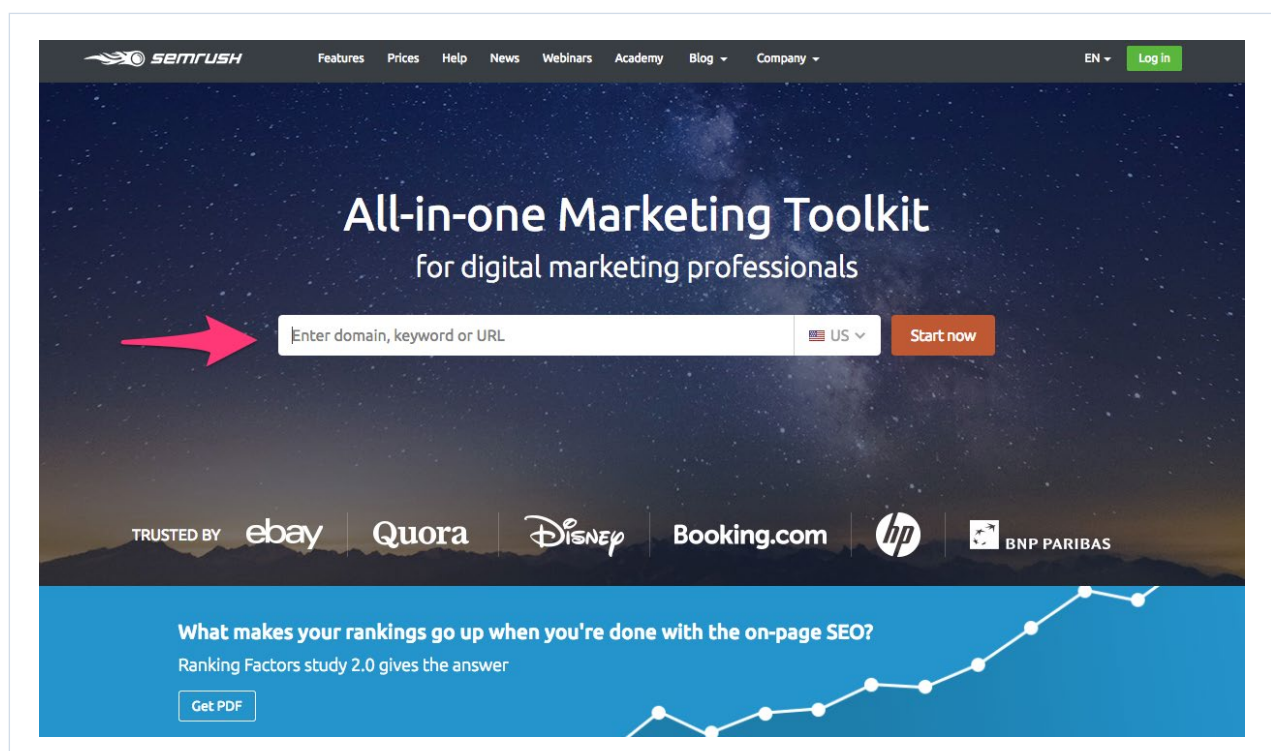 semrush Features Prices Help News Webinars Academy Blog Company EN Log in
All-in-one Marketing Toolkit
for digital marketing professionals
Enter domain, keyword or URL US Start now
TRUSTED BY ebay Quora Disney Booking.com hp BNP PARIBAS
What makes your rankings go up when you're done with the on-page SEO?
Ranking Factors study 2.0 gives the answer
Get PDF